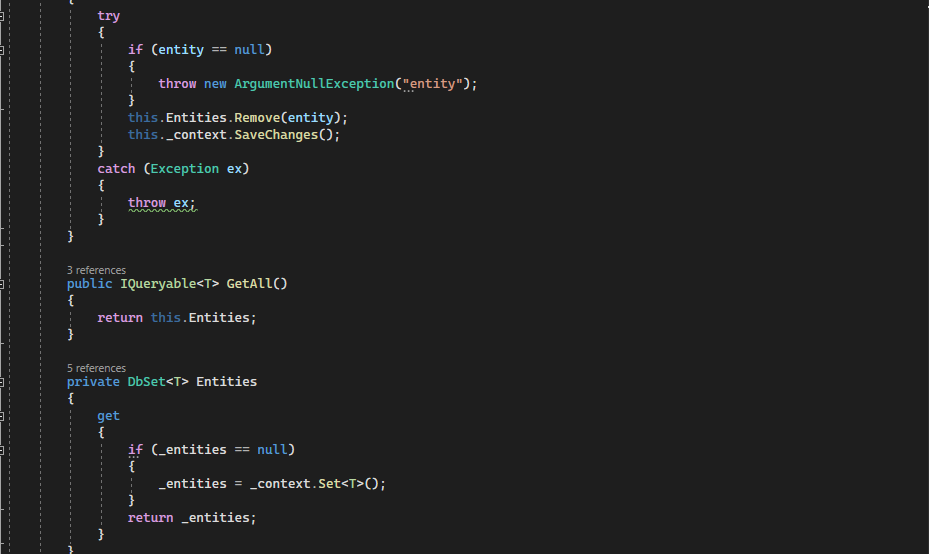 {
try
{
if (entity == null)
{
throw new ArgumentNullException("entity");
}
this.Entities.Remove(entity);
this._context.SaveChanges();
}
catch (Exception ex)
{
throw ex;
}
}
3 references
public IQueryable<T> GetAll()
{
return this.Entities;
}
5 references
private DbSet<T> Entities
{
get
{
if (_entities == null)
{
_entities = _context.Set<T>();
}
return _entities;
}
}